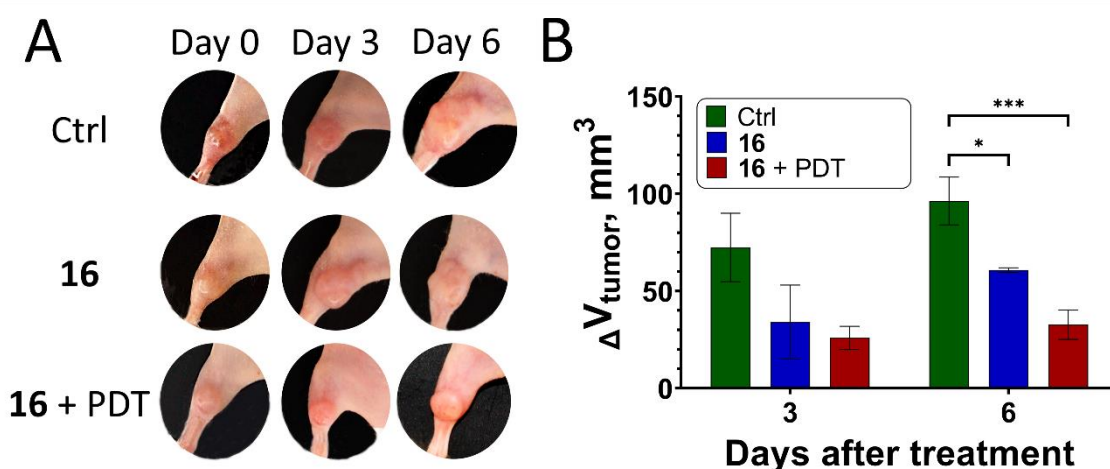 A
Day 0 Day 3 Day 6
Ctrl
16
16 + PDT
B
ΔVtumor, mm3
150
100
50
0
Ctrl
16
16 + PDT
***
*
3 6
Days after treatment